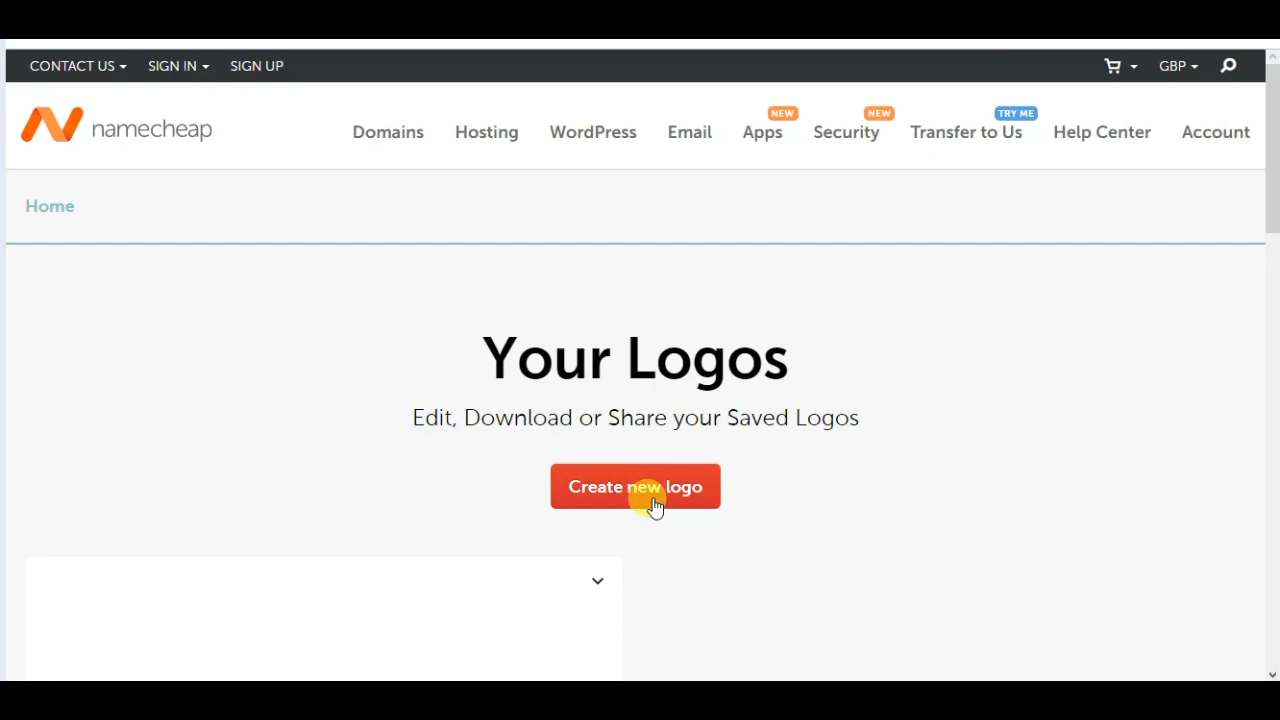 CONTACT US SIGN IN SIGN UP GBP
namecheap
NEW NEW TRY ME
Domains Hosting WordPress Email Apps Security Transfer to Us Help Center Account
Home
Your Logos
Edit, Download or Share your Saved Logos
Create new logo